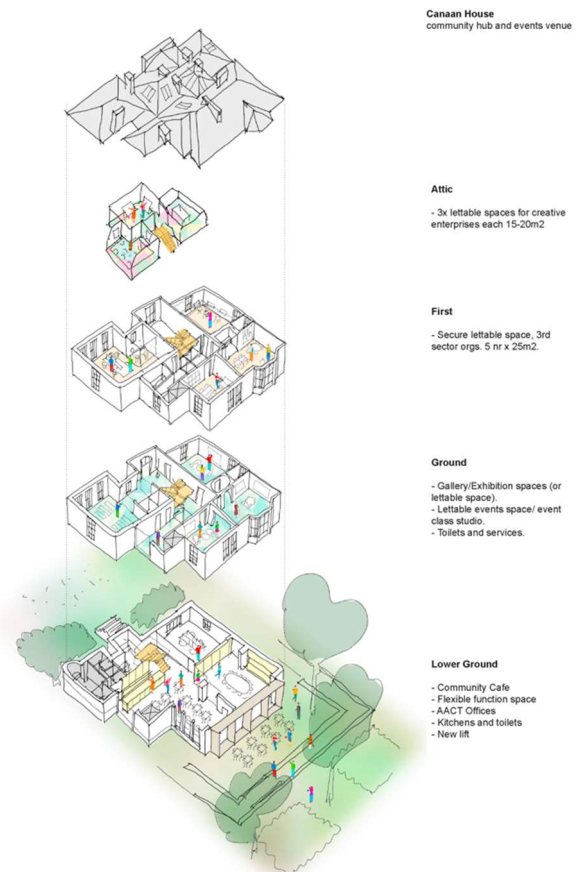 Canaan House
community hub and events venue
Attic
- 3x lettable spaces for creative
enterprises each 15-20m2
First
- Secure lettable space, 3rd
sector orgs. 5 nr x 25m2.
Ground
- Gallery/Exhibition spaces (or
lettable space).
- Lettable events space/ event
class studio.
- Toilets and services.
Lower Ground
- Community Cafe
- Flexible function space
- AACT Offices
- Kitchens and toilets
- New lift